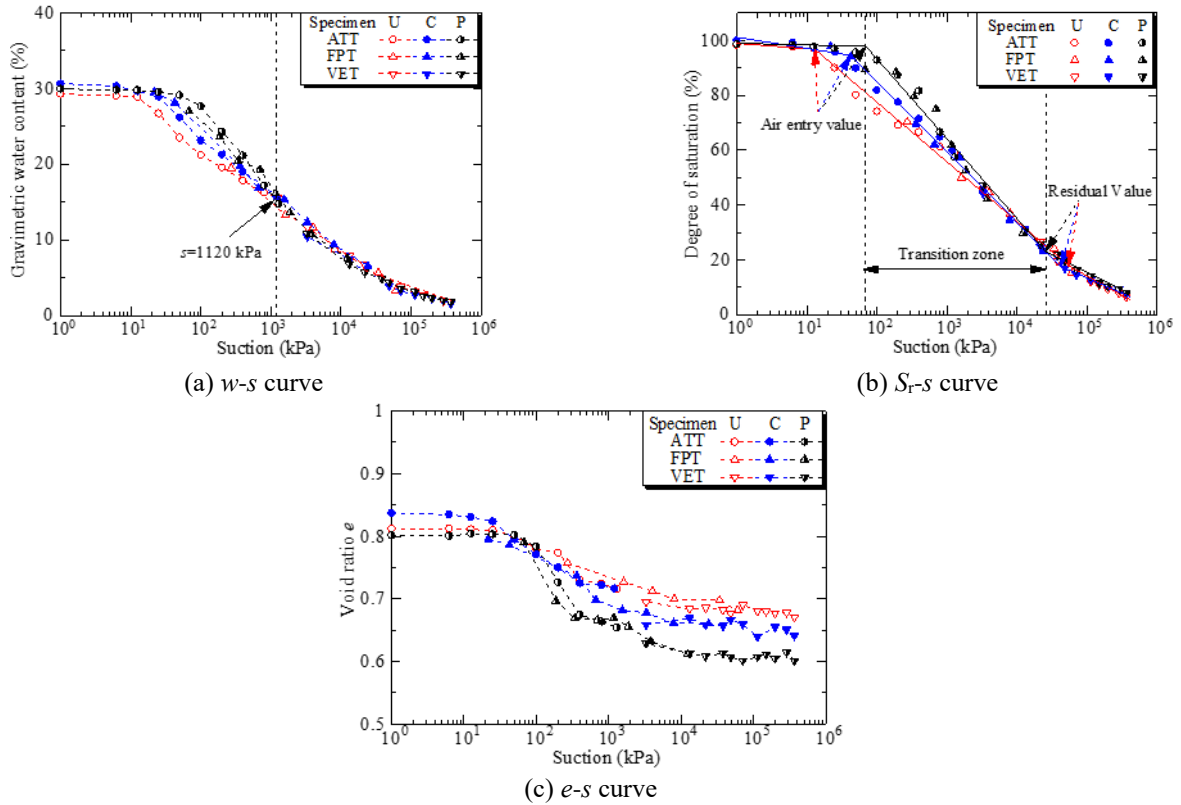 Specimen U C P
ATT
FPT
VET
Gravimetric water content (%)
40
30
20
10
0
s=1120 kPa
10^0 10^1 10^2 10^3 10^4 10^5 10^6
Suction (kPa)
(a) w-s curve
Specimen U C P
ATT
FPT
VET
Degree of saturation (%)
100
80
60
40
20
0
Air entry value
Residual Value
Transition zone
10^0 10^1 10^2 10^3 10^4 10^5 10^6
Suction (kPa)
(b) Sr-s curve
Specimen U C P
ATT
FPT
VET
Void ratio e
1
0.9
0.8
0.7
0.6
0.5
10^0 10^1 10^2 10^3 10^4 10^5 10^6
Suction (kPa)
(c) e-s curve